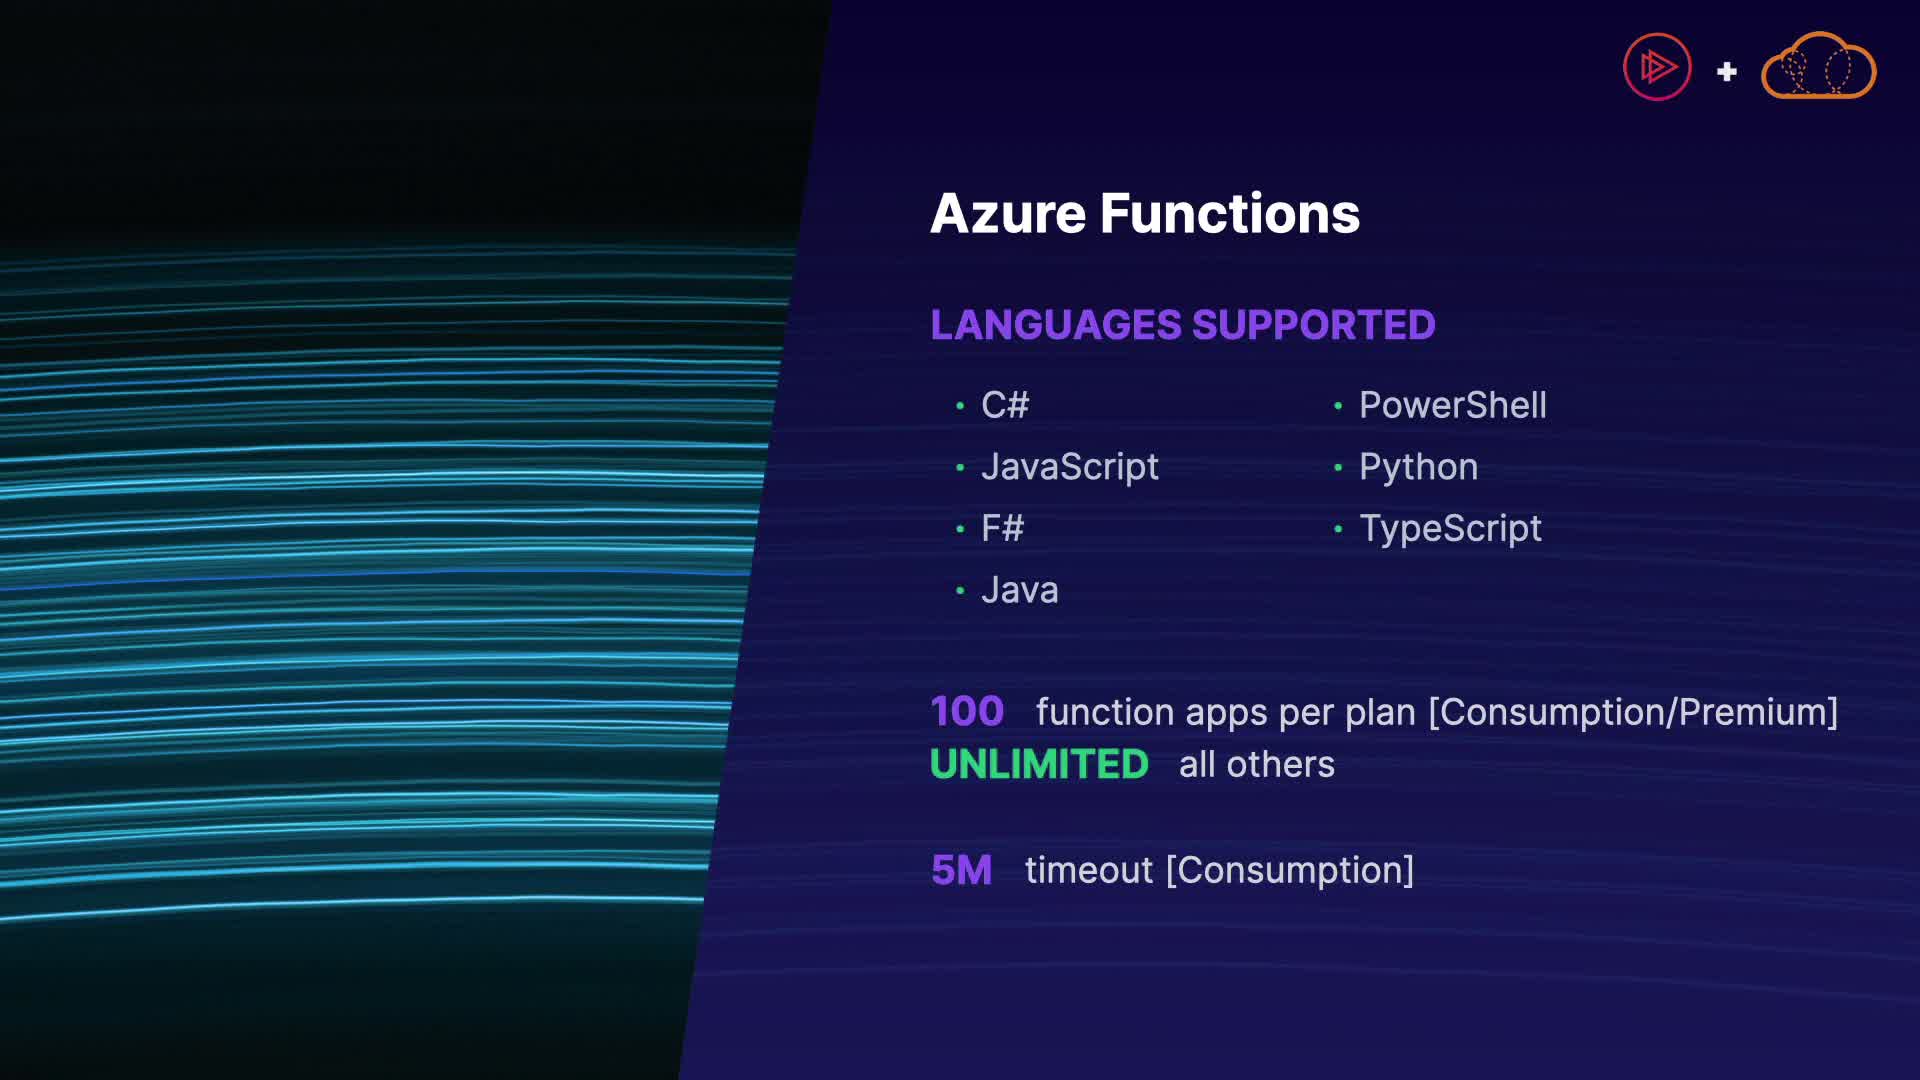 Azure Functions
LANGUAGES SUPPORTED
• C#
• JavaScript
• F#
• Java
• PowerShell
• Python
• TypeScript
100 function apps per plan [Consumption/Premium]
UNLIMITED all others
5M timeout [Consumption]